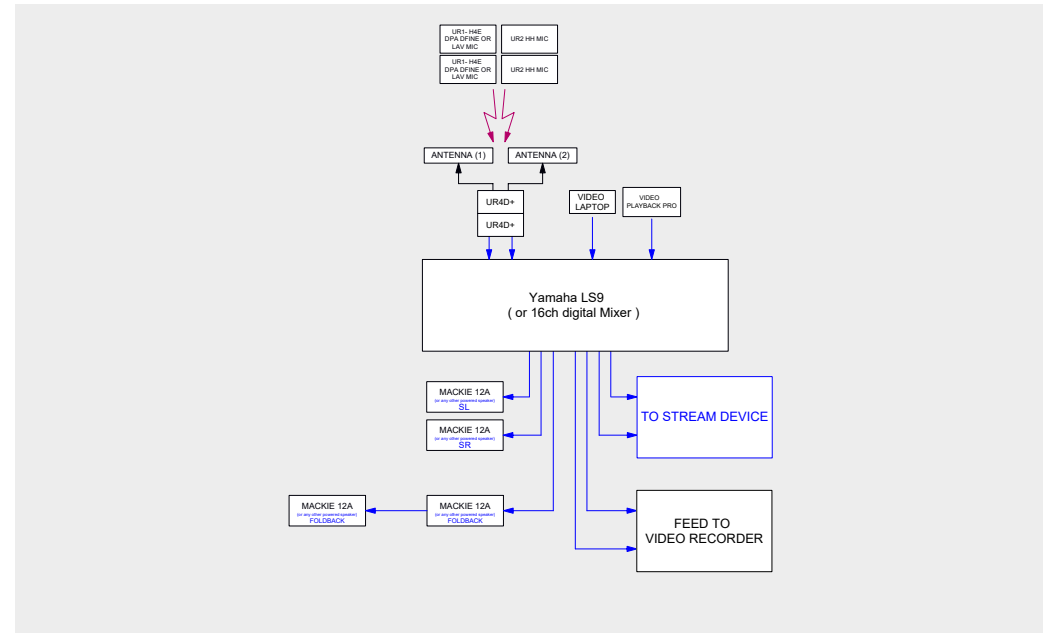 UR1- H4E
DPA DFINE OR
LAV MIC
UR2 HH MIC
UR1- H4E
DPA DFINE OR
LAV MIC
UR2 HH MIC
ANTENNA (1)
ANTENNA (2)
UR4D+
UR4D+
VIDEO
LAPTOP
VIDEO
PLAYBACK PRO
Yamaha LS9
( or 16ch digital Mixer )
MACKIE 12A
(or any other powered speaker)
SL
MACKIE 12A
(or any other powered speaker)
SR
TO STREAM DEVICE
MACKIE 12A
(or any other powered speaker)
FOLDBACK
MACKIE 12A
(or any other powered speaker)
FOLDBACK
FEED TO
VIDEO RECORDER